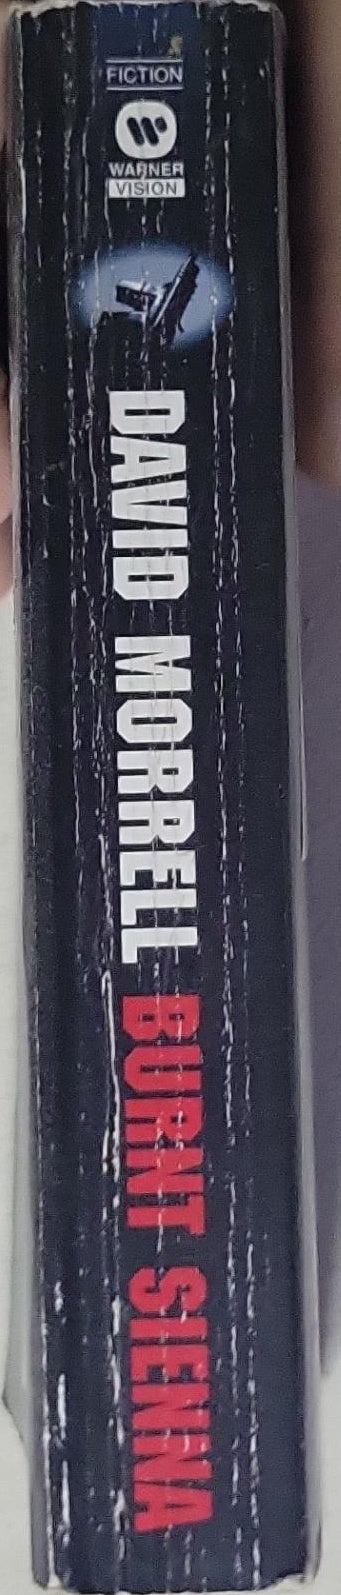 FICTION
WARNER
VISION
DAVID MORRELL BURNT SIENNA